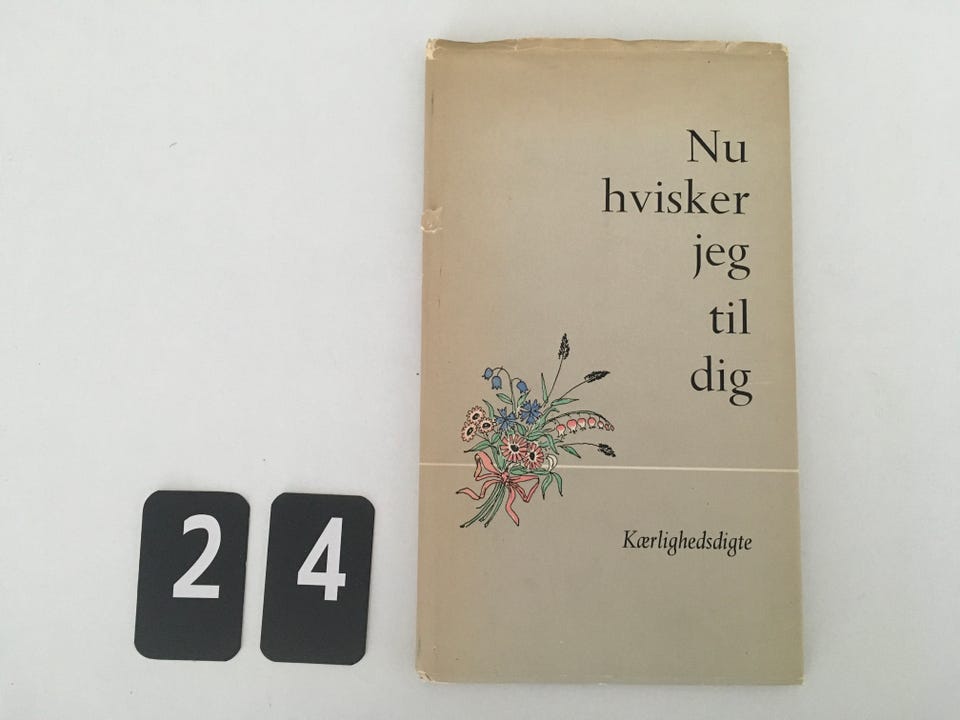 Nu
hvisker
jeg
til
dig
Kærlighedsdigte
2 4